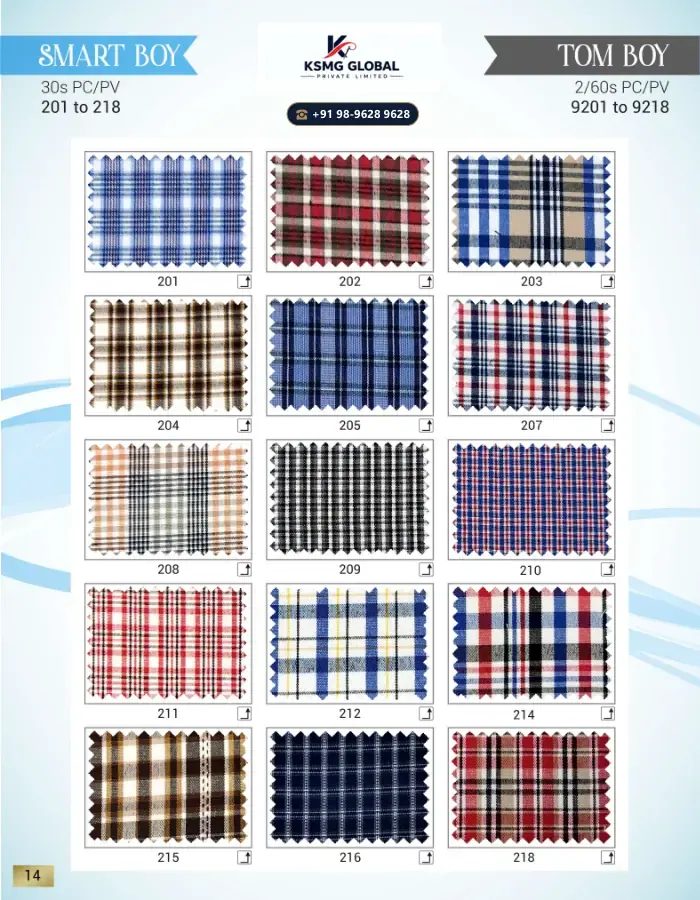 SMART BOY
30s PC/PV
201 to 218
KSMG GLOBAL
PRIVATE LIMITED
+91 98-9628 9628
TOM BOY
2/60s PC/PV
9201 to 9218
201
202
203
204
205
207
208
209
210
211
212
214
215
216
218
14